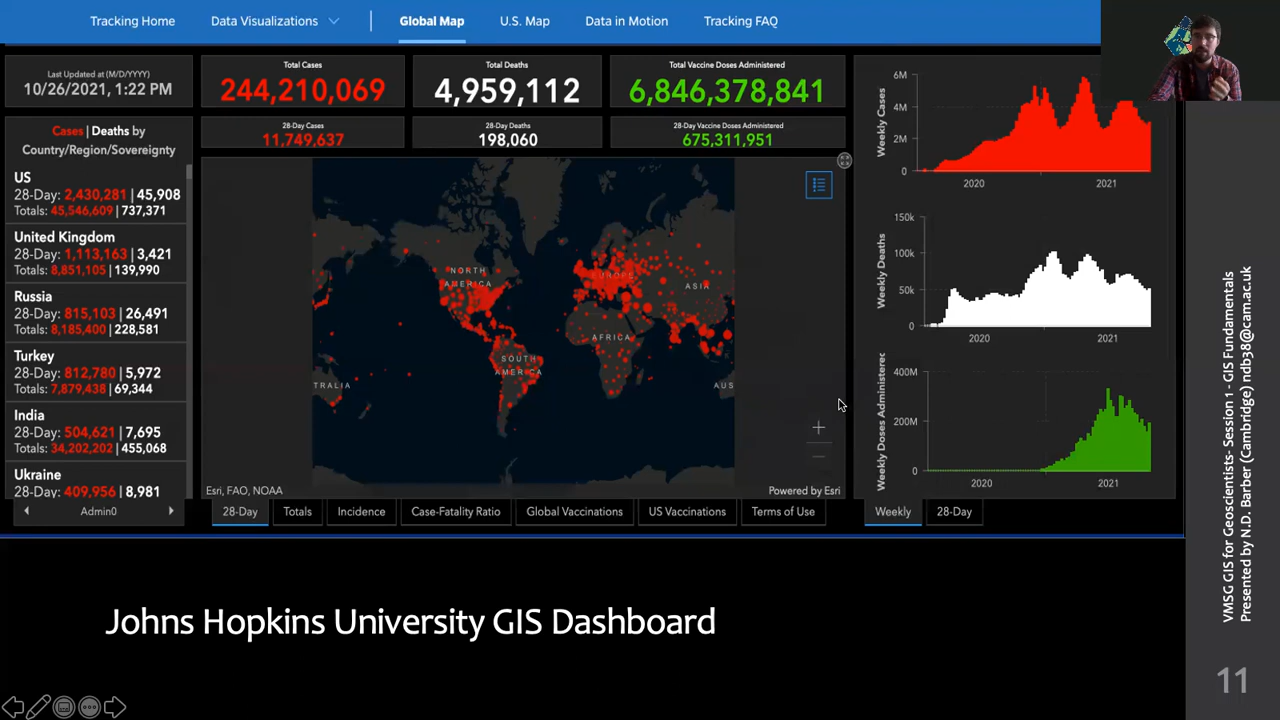 Tracking Home
Data Visualizations
Global Map
U.S. Map
Data in Motion
Tracking FAQ
Last Updated at (M/D/YYYY)
10/26/2021, 1:22 PM
Total Cases
244,210,069
Total Deaths
4,959,112
Total Vaccine Doses Administered
6,846,378,841
28-Day Cases
11,749,637
28-Day Deaths
198,060
28-Day Vaccine Doses Administered
675,311,951
Cases | Deaths by
Country/Region/Sovereignty
US
28-Day: 2,430,281 | 45,908
Totals: 45,546,609 | 737,371
United Kingdom
28-Day: 1,113,163 | 3,421
Totals: 8,851,105 | 139,990
Russia
28-Day: 815,103 | 26,491
Totals: 8,185,400 | 228,581
Turkey
28-Day: 812,780 | 5,972
Totals: 7,879,438 | 69,344
India
28-Day: 504,621 | 7,695
Totals: 34,202,202 | 455,068
Ukraine
28-Day: 409,956 | 8,981
Admin0
NORTH
AMERICA
EUROPE
ASIA
AFRICA
SOUTH
AMERICA
TRALIA
AUS
Esri, FAO, NOAA
Powered by Esri
28-Day
Totals
Incidence
Case-Fatality Ratio
Global Vaccinations
US Vaccinations
Terms of Use
Weekly Cases
6M
4M
2M
0
2020
2021
Weekly Deaths
150k
100k
50k
0
2020
2021
Weekly Doses Administered
400M
200M
0
2020
2021
Weekly
28-Day
Johns Hopkins University GIS Dashboard
VMSG GIS for Geoscientists- Session 1 - GIS Fundamentals
Presented by N.D. Barber (Cambridge) ndb38@cam.ac.uk
11